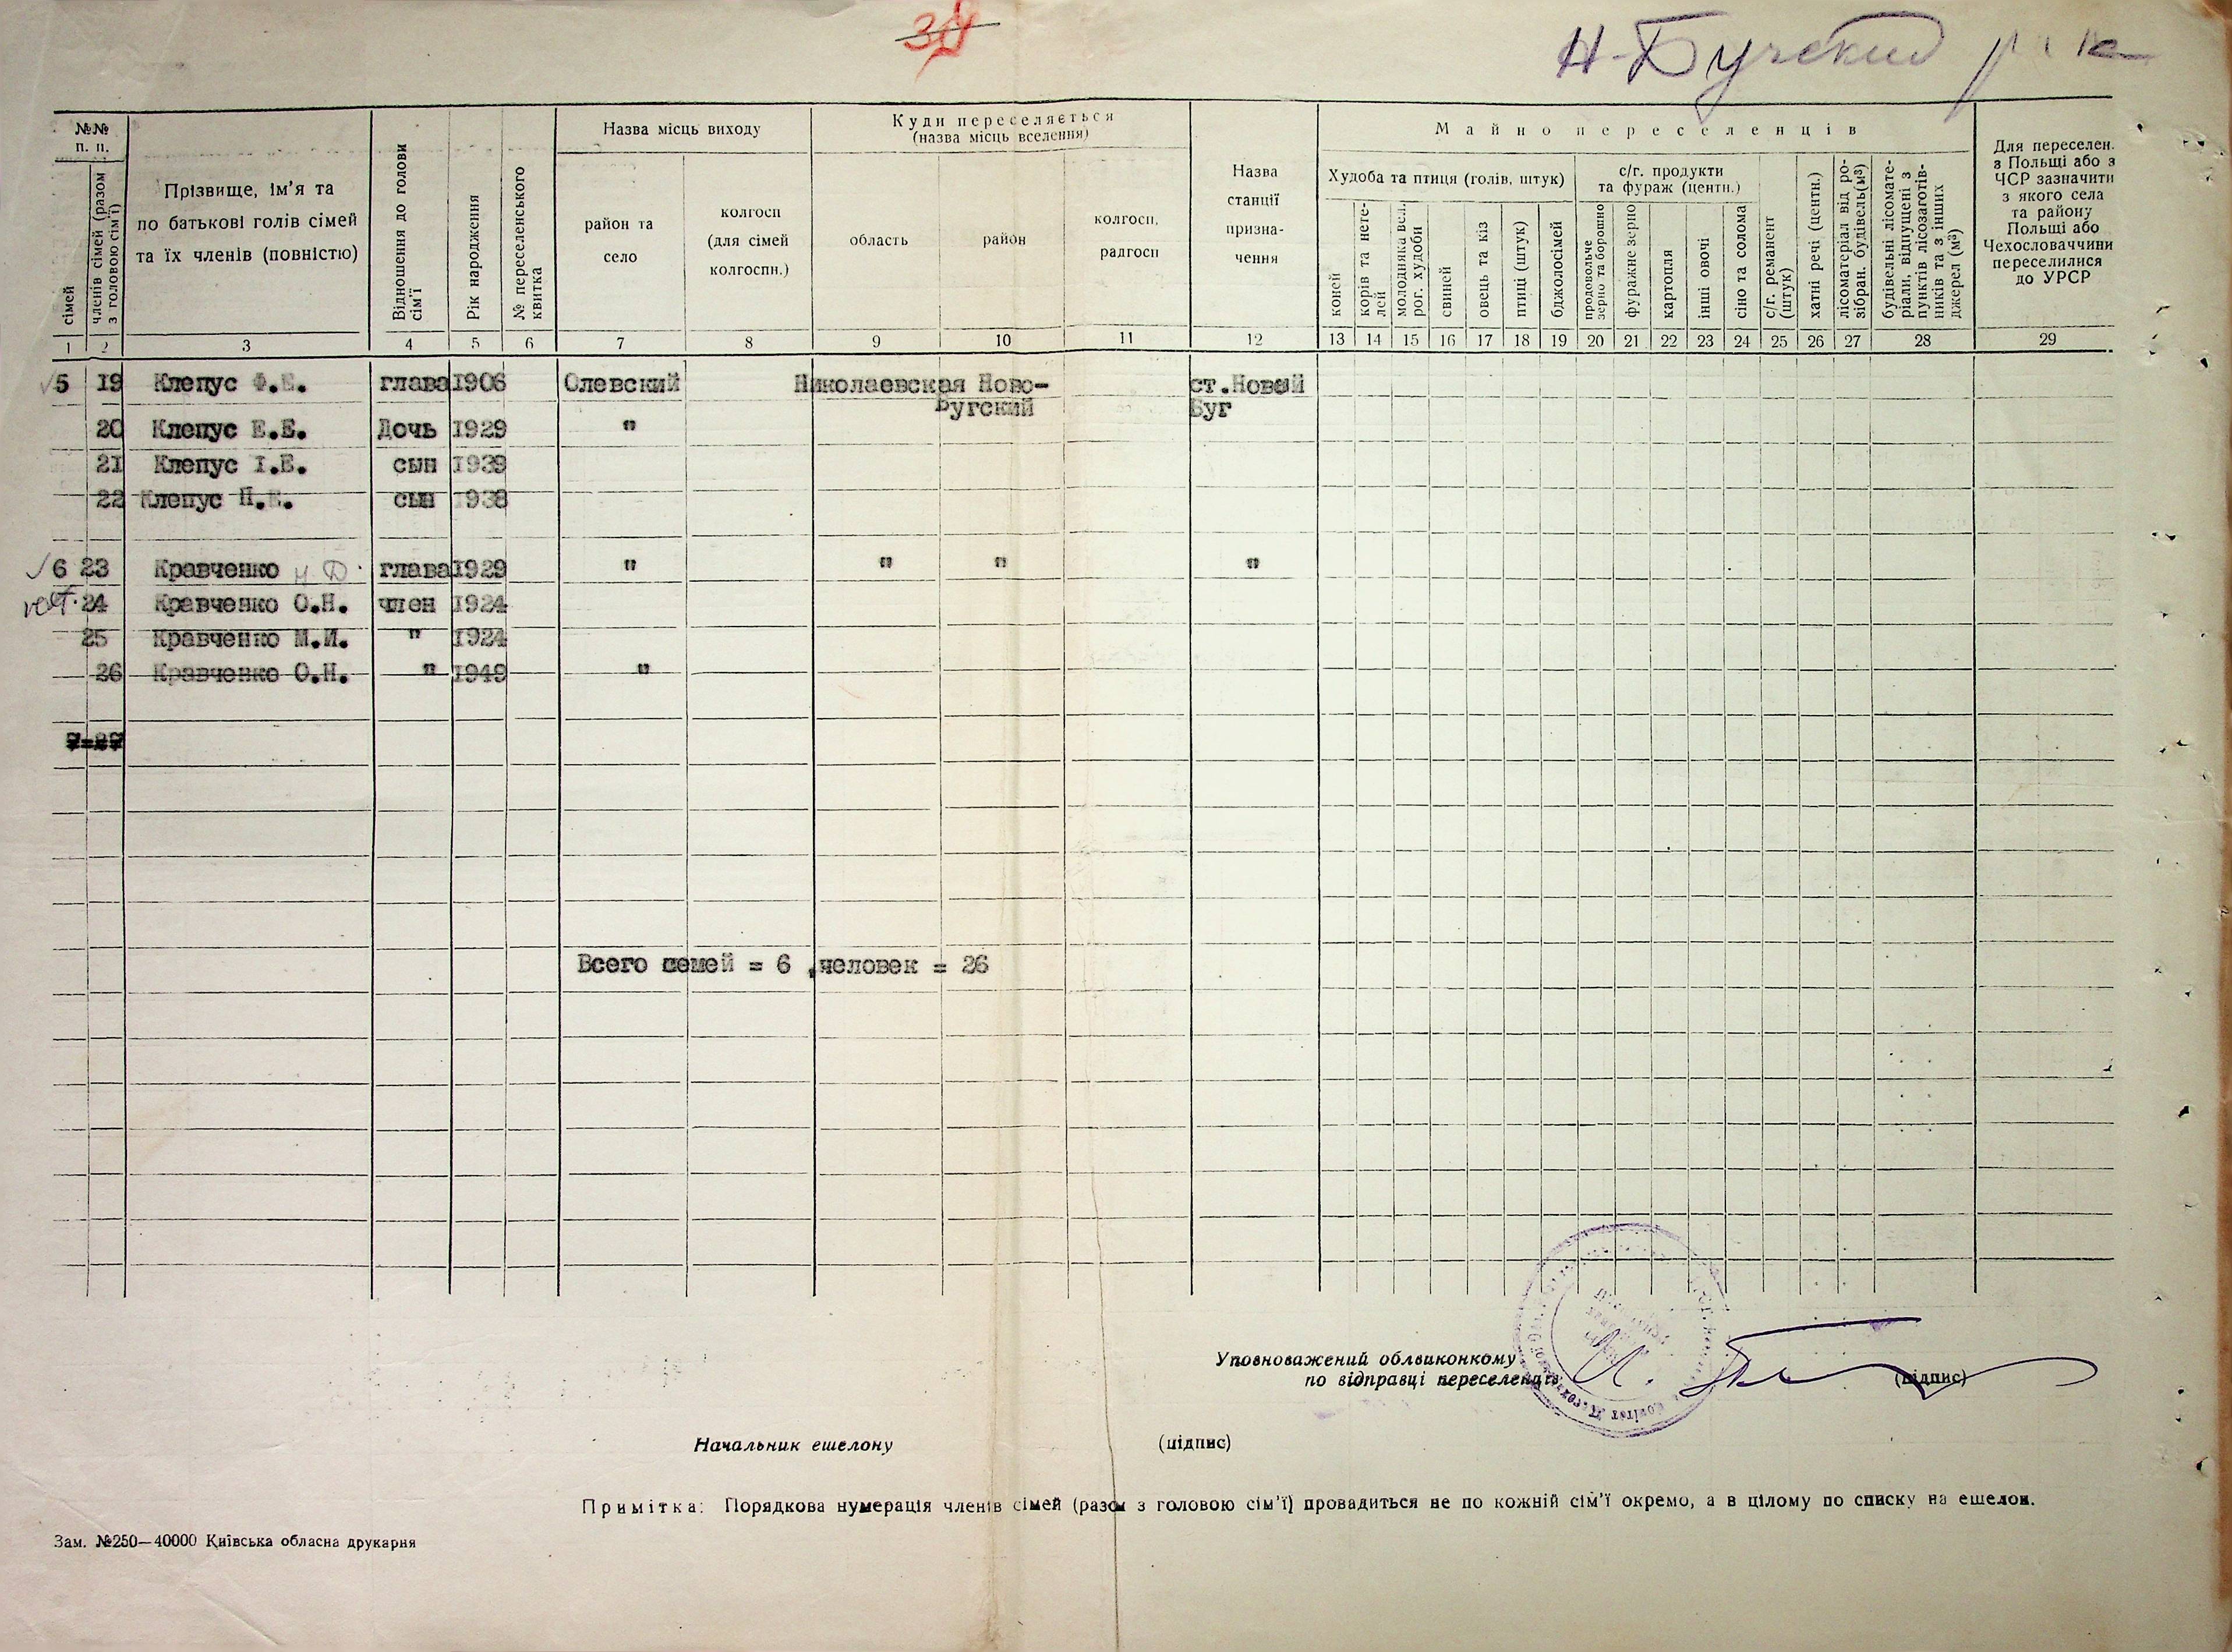 Н-Бугский р-н
№№ п. п.
сімей
членів сімей (разом з головою сім'ї)
Прізвище, ім'я та
по батькові голів сімей
та їх членів (повністю)
Відношення до голови сім'ї
Рік народження
№ переселенського квитка
Назва місць виходу
район та
село
колгосп
(для сімей
колгоспн.)
Куди переселяється
(назва місць вселення)
область
район
колгосп,
радгосп
Назва
станції
призна-
чення
Майно переселенців
Худоба та птиця (голів, штук)
коней
корів та нете-
лей
молодняка вел.
рог. худоби
свиней
овець та кіз
птиці (штук)
бджолосімей
с/г. продукти
та фураж (центн.)
продовольче
зерно та борошно
фуражне зерно
картопля
інші овочі
сіно та солома
с/г. реманент
(штук)
хатні речі (центн.)
лісоматеріал від ро-
зібран. будівель(м³)
будівельні лісомате-
ріали, відпущені з
пунктів лісозаготів-
ників та з інших
джерел (м³)
Для переселен.
з Польщі або з
ЧСР зазначити
з якого села
та району
Польщі або
Чехословаччини
переселилися
до УРСР
1 2 3 4 5 6 7 8 9 10 11 12 13 14 15 16 17 18 19 20 21 22 23 24 25 26 27 28 29
5 19 Клепус Ф.Е. глава 1906 Олевский Николаевская Ново- ст.Новый
Бугский Буг
20 Клепус Е.Е. Дочь 1929 "
21 Клепус І.Е. сын 1939
22 Клепус Н.Е. сын 1938
6 23 Кравченко Н.Д. глава 1929 " " " "
24 Кравченко О.Н. член 1924
25 Кравченко М.И. " 1924
26 Кравченко О.Н. " 1949 "
Всего семей = 6 ,человек = 26
Уповноважений облвиконкому
по відправці переселенців
(підпис)
Начальник ешелону (підпис)
Примітка: Порядкова нумерація членів сімей (разом з головою сім'ї) провадиться не по кожній сім'ї окремо, а в цілому по списку на ешелон.
Зам. №250—40000 Київська обласна друкарня